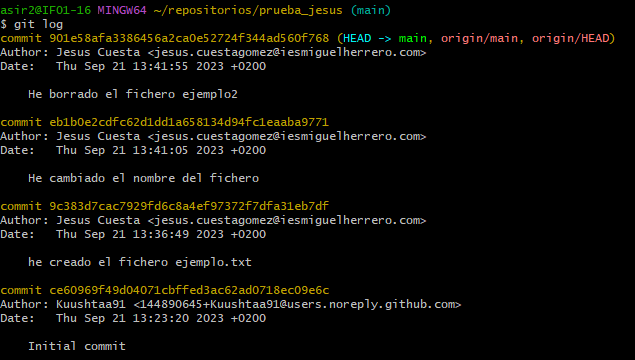 asir2@IFO1-16 MINGW64 ~/repositorios/prueba_jesus (main)
$ git log
commit 901e58afa3386456a2ca0e52724f344ad560f768 (HEAD -> main, origin/main, origin/HEAD)
Author: Jesus Cuesta <jesus.cuestagomez@iesmiguelherrero.com>
Date:   Thu Sep 21 13:41:55 2023 +0200
    He borrado el fichero ejemplo2
commit eb1b0e2cdfc62d1dd1a658134d94fc1eaaba9771
Author: Jesus Cuesta <jesus.cuestagomez@iesmiguelherrero.com>
Date:   Thu Sep 21 13:41:05 2023 +0200
    He cambiado el nombre del fichero
commit 9c383d7cac7929fd6c8a4ef97372f7dfa31eb7df
Author: Jesus Cuesta <jesus.cuestagomez@iesmiguelherrero.com>
Date:   Thu Sep 21 13:36:49 2023 +0200
    he creado el fichero ejemplo.txt
commit ce60969f49d04071cbffed3ac62ad0718ec09e6c
Author: Kuushtaa91 <144890645+Kuushtaa91@users.noreply.github.com>
Date:   Thu Sep 21 13:23:20 2023 +0200
    Initial commit